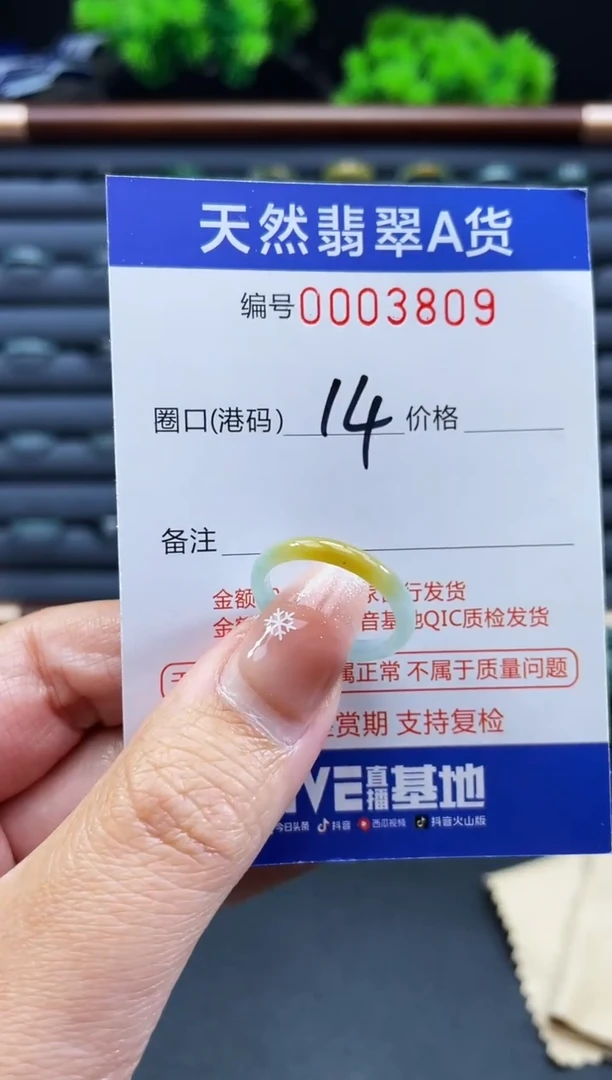 天然翡翠A货
编号0003809
圈口(港码) 14 价格
备注
金额 行发货
金 音基地QIC质检发货
属正常 不属于质量问题
赏期 支持复检
IVE直播基地
今日头条 抖音 西瓜视频 抖音火山版